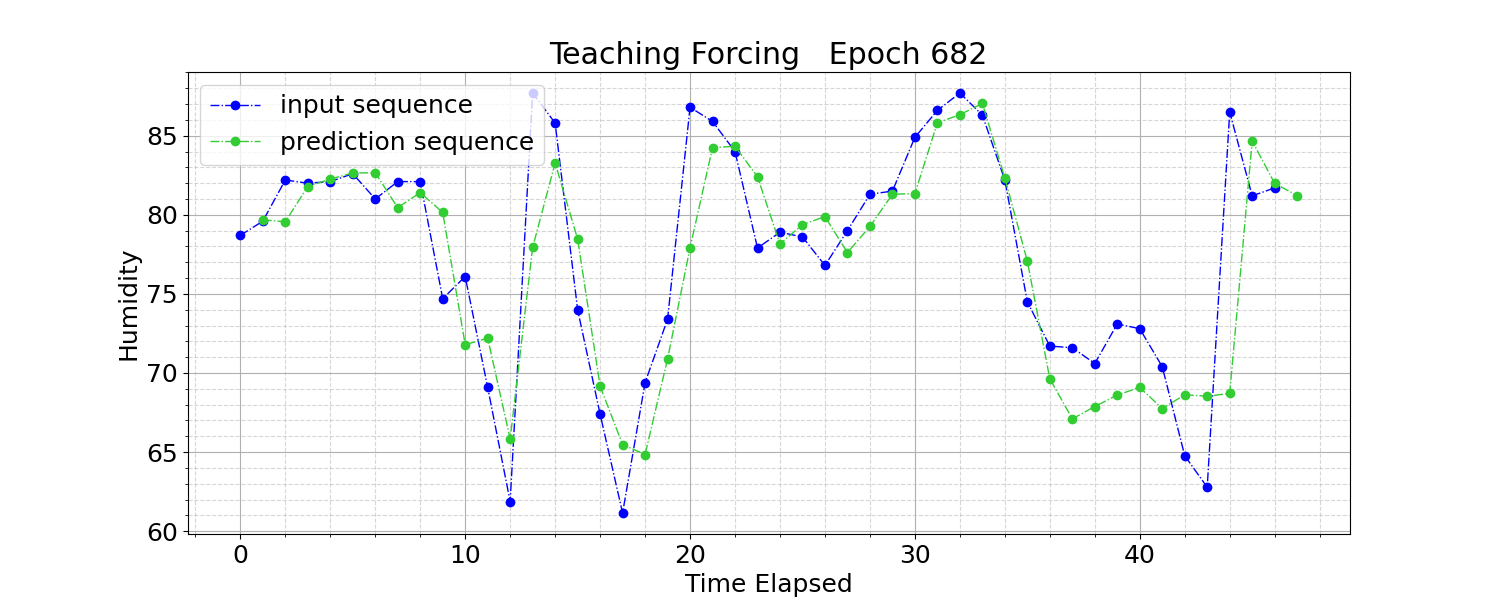 Teaching Forcing   Epoch 682
input sequence
prediction sequence
85
80
75
70
65
60
Humidity
0 10 20 30 40
Time Elapsed